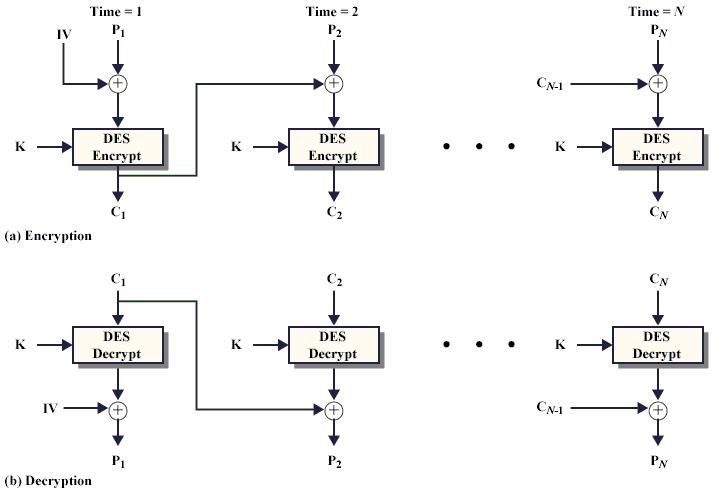 Time = 1 Time = 2 Time = N
IV P1 P2 PN
CN-1
K DES Encrypt K DES Encrypt • • • K DES Encrypt
C1 C2 CN
(a) Encryption
C1 C2 CN
K DES Decrypt K DES Decrypt • • • K DES Decrypt
IV CN-1
P1 P2 PN
(b) Decryption